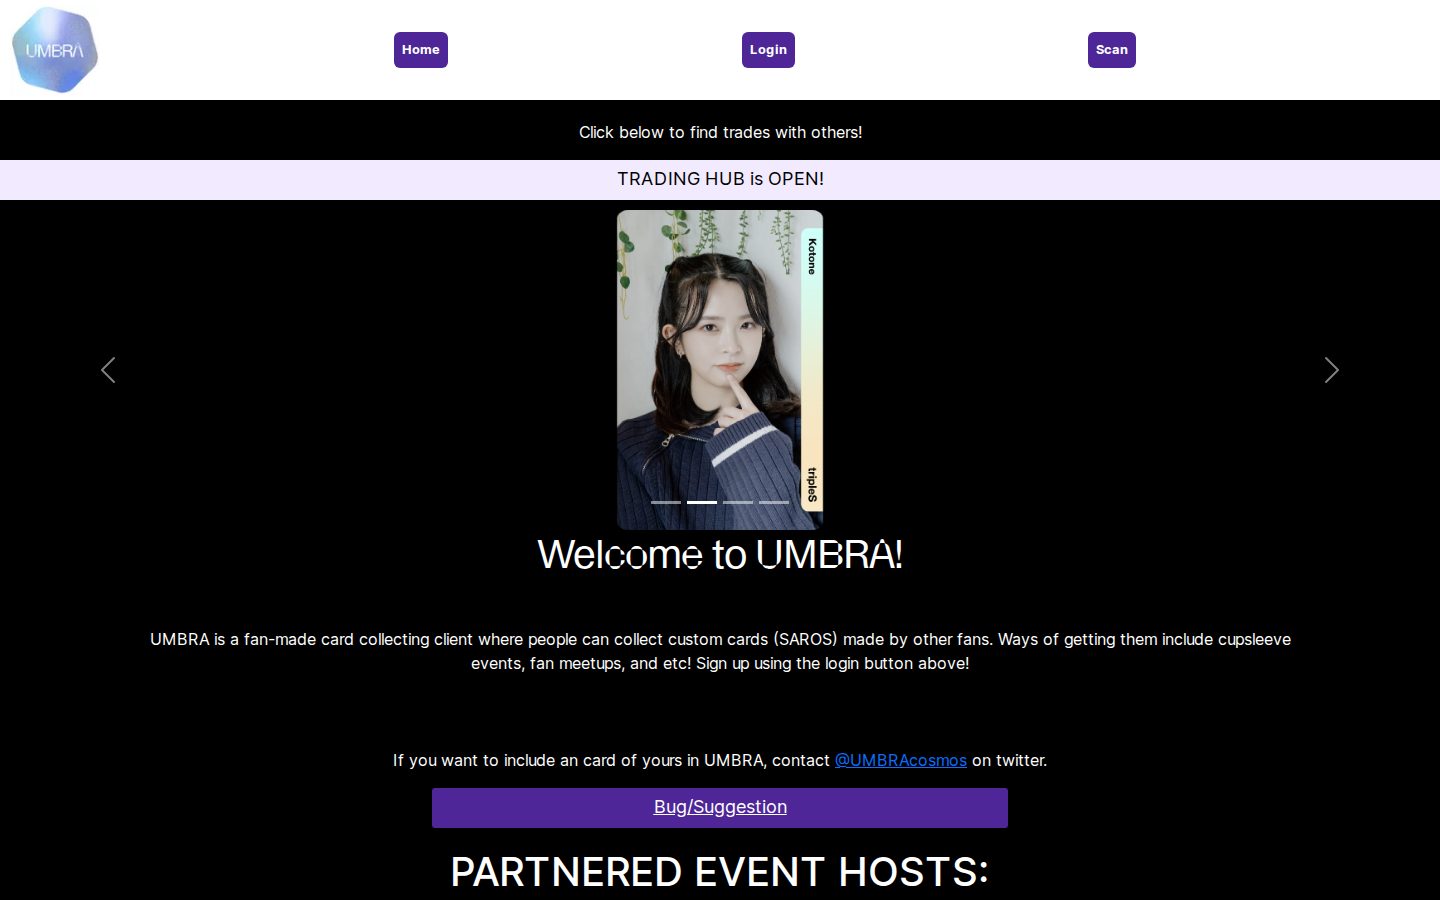 UMBRA
Home
Login
Scan
Click below to find trades with others!
TRADING HUB is OPEN!
Kotone
tripleS
Welcome to UMBRA!
UMBRA is a fan-made card collecting client where people can collect custom cards (SAROS) made by other fans. Ways of getting them include cupsleeve
events, fan meetups, and etc! Sign up using the login button above!
If you want to include an card of yours in UMBRA, contact @UMBRAcosmos on twitter.
Bug/Suggestion
PARTNERED EVENT HOSTS: